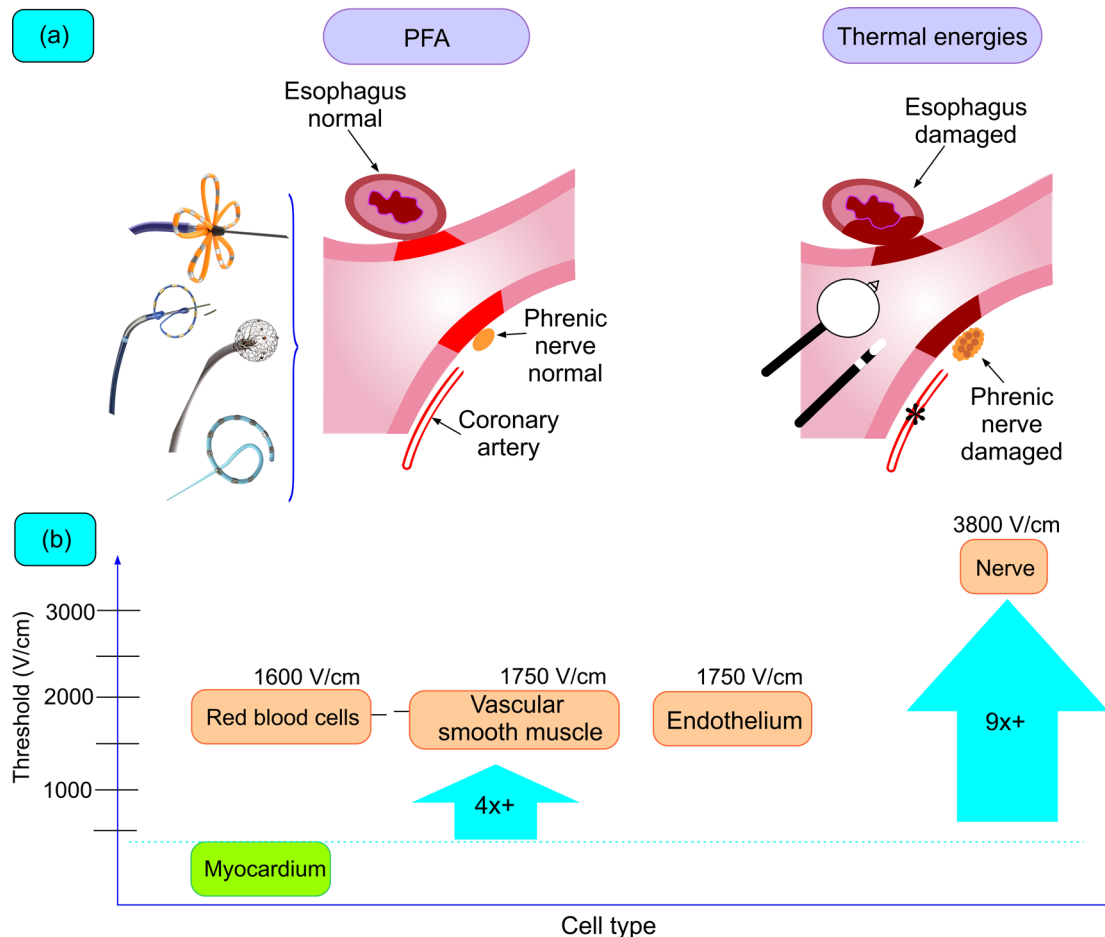 (a)
PFA
Thermal energies
Esophagus
normal
Esophagus
damaged
Phrenic
nerve
normal
Coronary
artery
Phrenic
nerve
damaged
(b)
Threshold (V/cm)
3000
2000
1000
1600 V/cm
Red blood cells
1750 V/cm
Vascular
smooth muscle
1750 V/cm
Endothelium
3800 V/cm
Nerve
4x+
9x+
Myocardium
Cell type